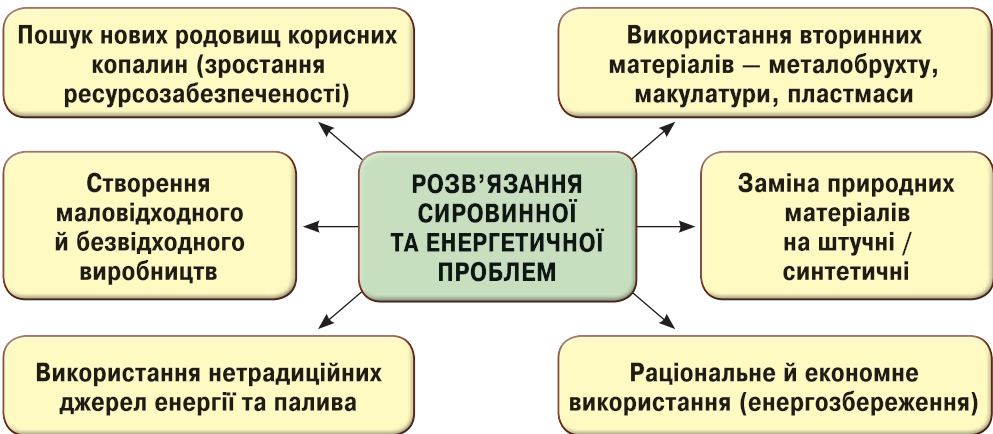 Пошук нових родовищ корисних
копалин (зростання
ресурсозабезпеченості)
Використання вторинних
матеріалів – металобрухту,
макулатури, пластмаси
Створення
маловідходного
й безвідходного
виробництв
РОЗВ’ЯЗАННЯ
СИРОВИННОЇ
ТА ЕНЕРГЕТИЧНОЇ
ПРОБЛЕМ
Заміна природних
матеріалів
на штучні /
синтетичні
Використання нетрадиційних
джерел енергії та палива
Раціональне й економне
використання (енергозбереження)